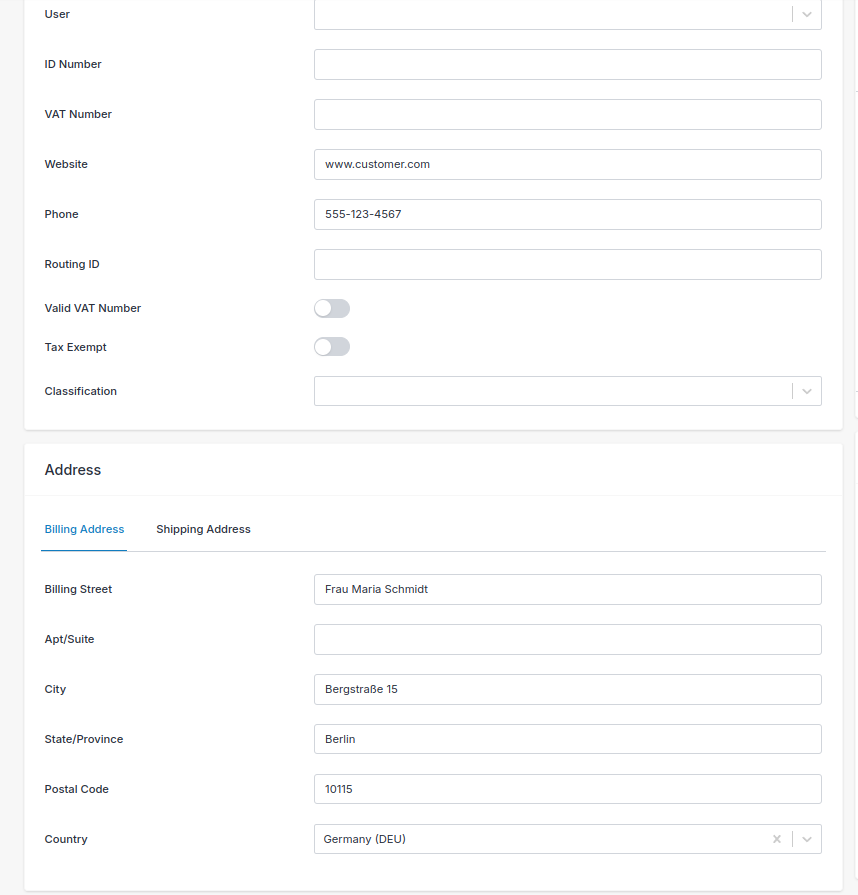 User
ID Number
VAT Number
Website www.customer.com
Phone 555-123-4567
Routing ID
Valid VAT Number
Tax Exempt
Classification
Address
Billing Address Shipping Address
Billing Street Frau Maria Schmidt
Apt/Suite
City Bergstraße 15
State/Province Berlin
Postal Code 10115
Country Germany (DEU)